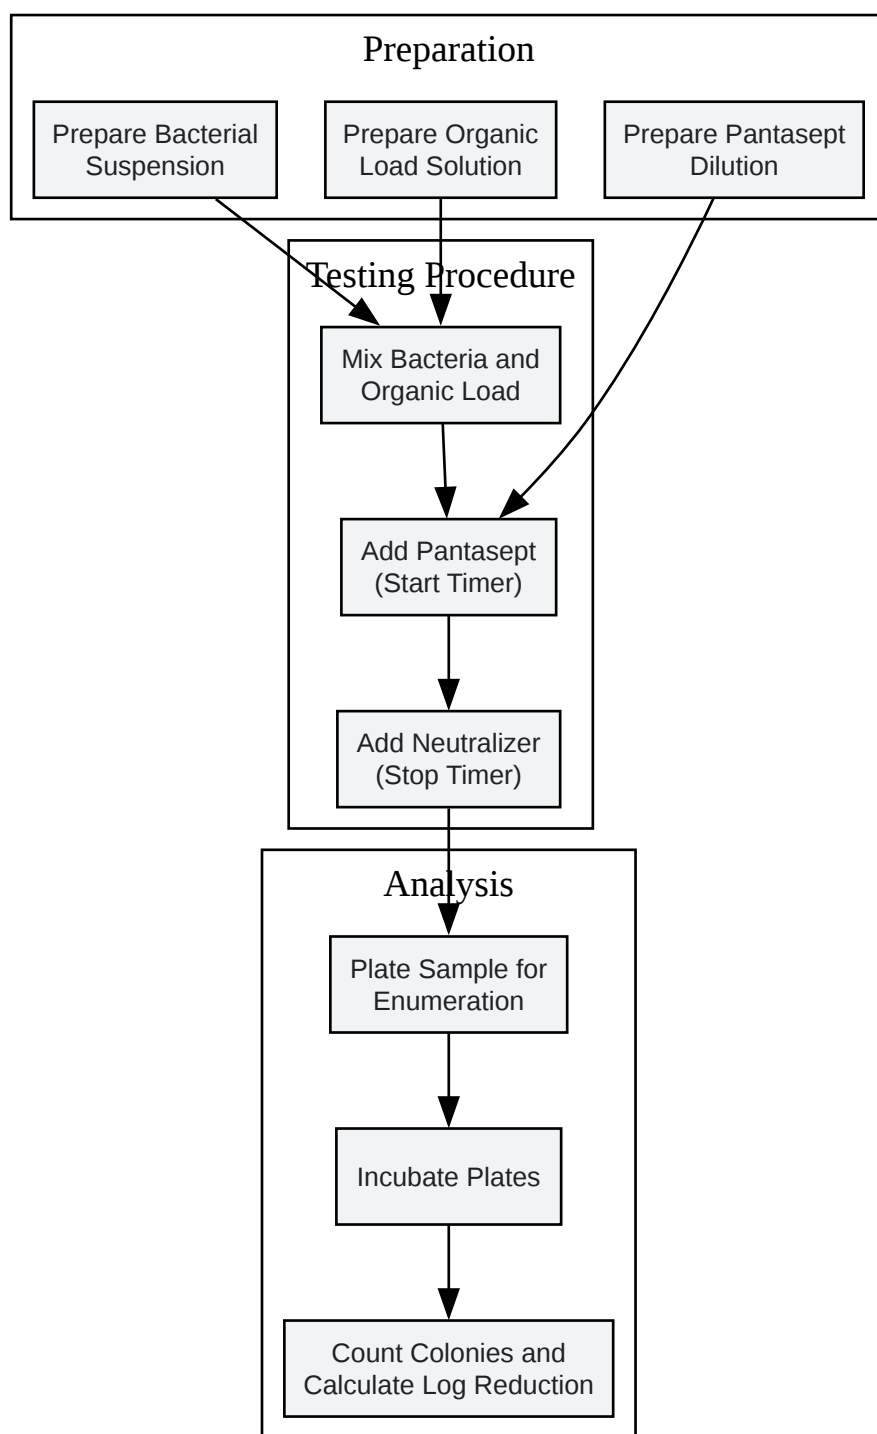 Preparation
Prepare Bacterial
Suspension
Prepare Organic
Load Solution
Prepare Pantasept
Dilution
Testing Procedure
Mix Bacteria and
Organic Load
Add Pantasept
(Start Timer)
Add Neutralizer
(Stop Timer)
Analysis
Plate Sample for
Enumeration
Incubate Plates
Count Colonies and
Calculate Log Reduction